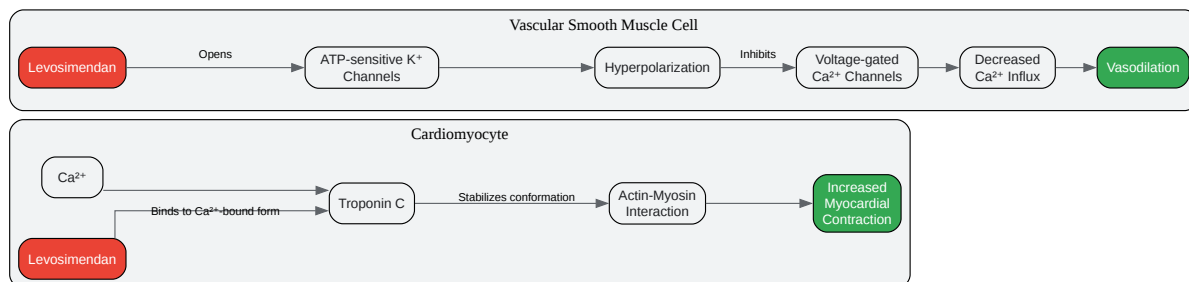 Vascular Smooth Muscle Cell
Levosimendan
Opens
ATP-sensitive K⁺
Channels
Hyperpolarization
Inhibits
Voltage-gated
Ca²⁺ Channels
Decreased
Ca²⁺ Influx
Vasodilation
Cardiomyocyte
Ca²⁺
Binds to Ca²⁺-bound form
Levosimendan
Troponin C
Stabilizes conformation
Actin-Myosin
Interaction
Increased
Myocardial
Contraction